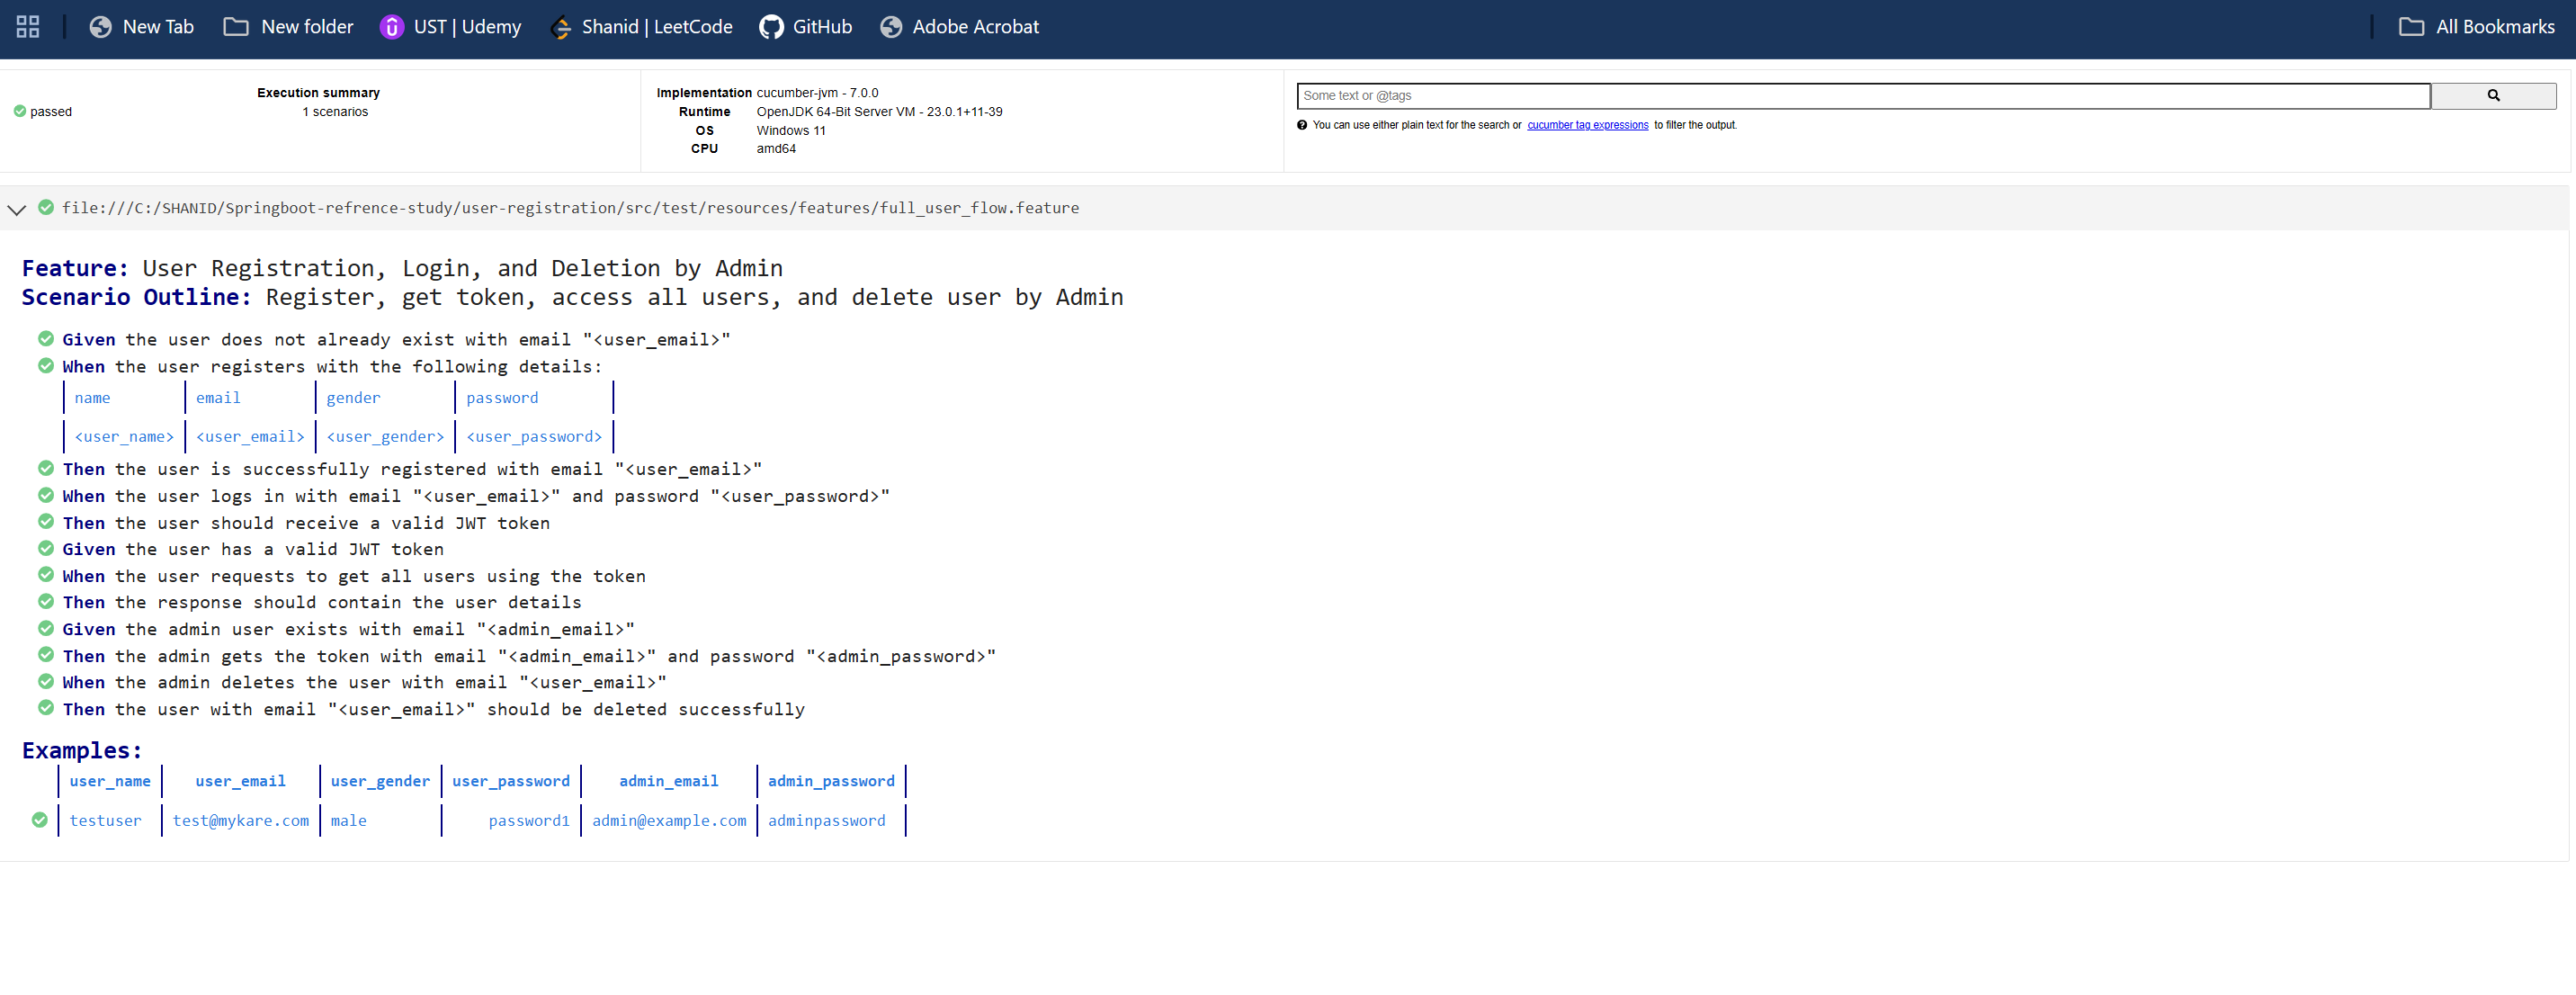 New Tab New folder UST | Udemy Shanid | LeetCode GitHub Adobe Acrobat All Bookmarks
Execution summary
passed 1 scenarios
Implementation cucumber-jvm - 7.0.0
Runtime OpenJDK 64-Bit Server VM - 23.0.1+11-39
OS Windows 11
CPU amd64
Some text or @tags
You can use either plain text for the search or cucumber tag expressions to filter the output.
file:///C:/SHANID/Springboot-refrence-study/user-registration/src/test/resources/features/full_user_flow.feature
Feature: User Registration, Login, and Deletion by Admin
Scenario Outline: Register, get token, access all users, and delete user by Admin
Given the user does not already exist with email "<user_email>"
When the user registers with the following details:
name email gender password
<user_name> <user_email> <user_gender> <user_password>
Then the user is successfully registered with email "<user_email>"
When the user logs in with email "<user_email>" and password "<user_password>"
Then the user should receive a valid JWT token
Given the user has a valid JWT token
When the user requests to get all users using the token
Then the response should contain the user details
Given the admin user exists with email "<admin_email>"
Then the admin gets the token with email "<admin_email>" and password "<admin_password>"
When the admin deletes the user with email "<user_email>"
Then the user with email "<user_email>" should be deleted successfully
Examples:
user_name user_email user_gender user_password admin_email admin_password
testuser test@mykare.com male password1 admin@example.com adminpassword